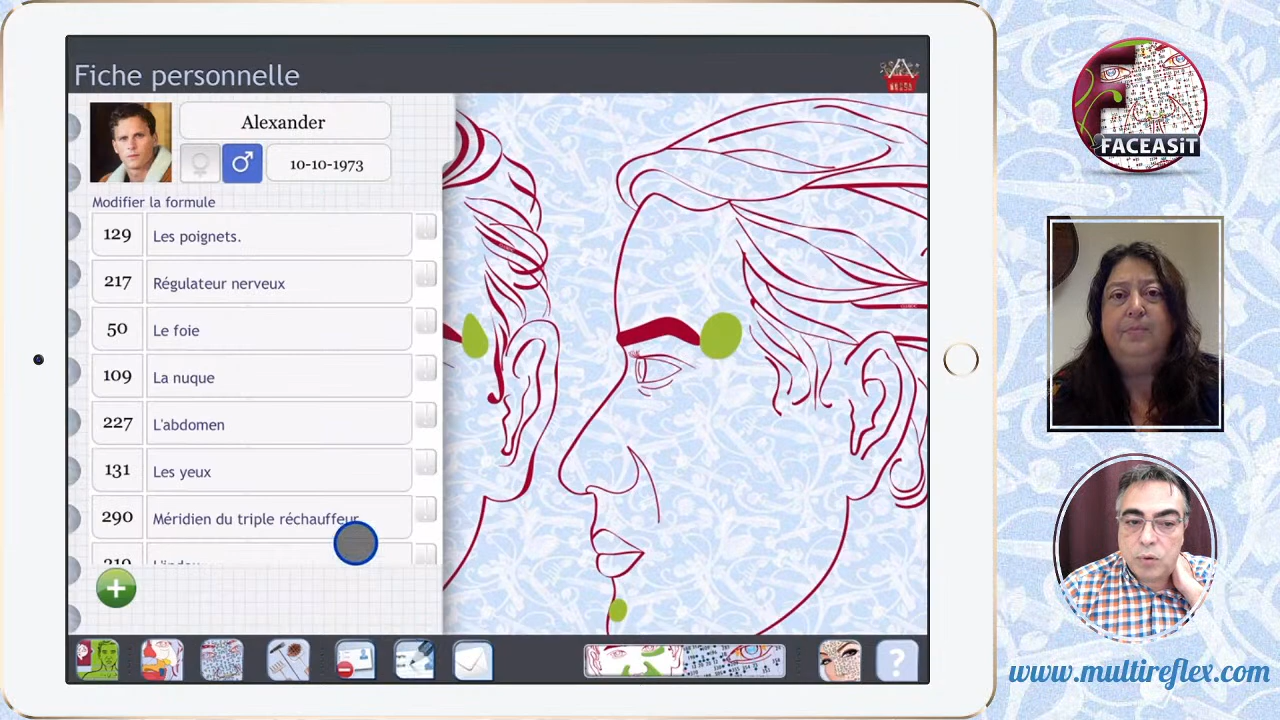 Fiche personnelle
Alexander
10-10-1973
Modifier la formule
129 Les poignets.
217 Régulateur nerveux
50 Le foie
109 La nuque
227 L'abdomen
131 Les yeux
290 Méridien du triple réchauffeur
FACEASiT
www.multireflex.com